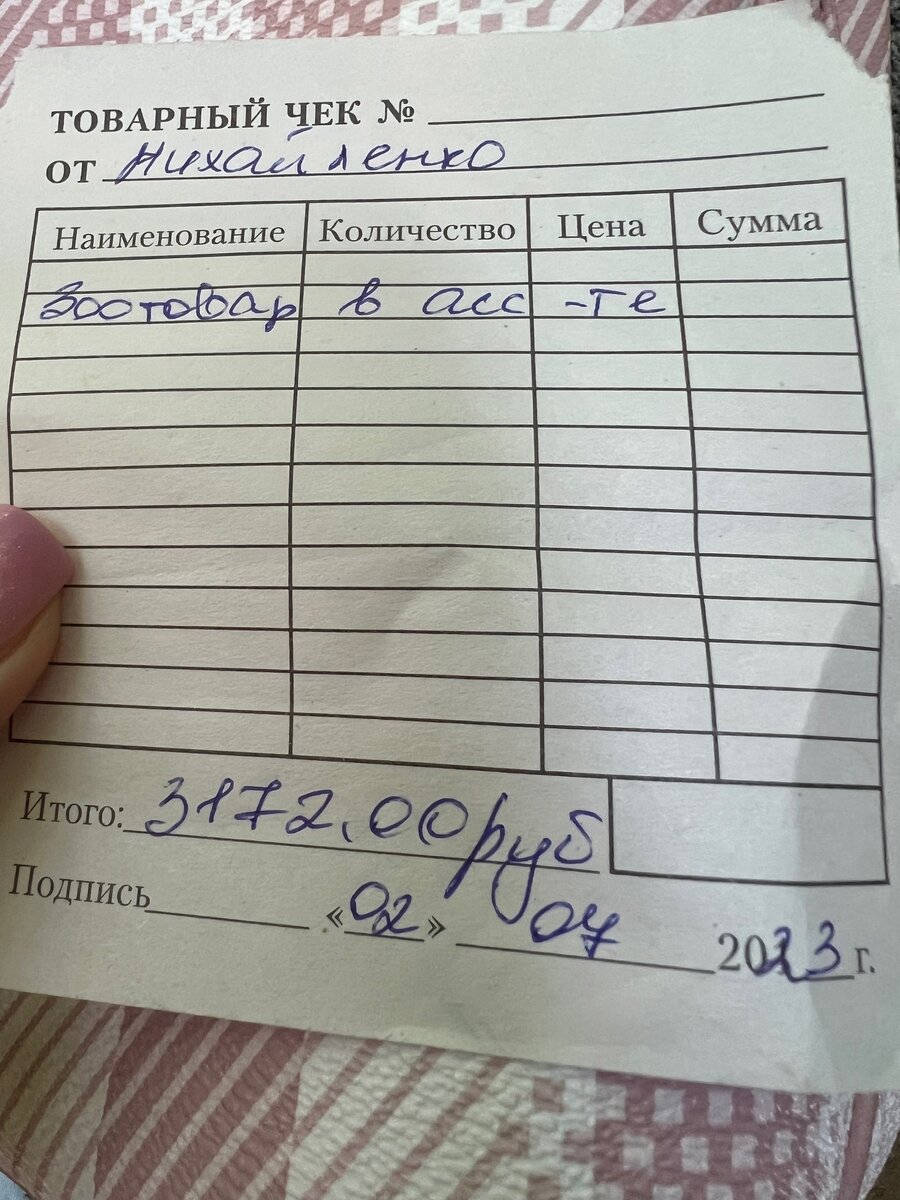 ТОВАРНЫЙ ЧЕК №
ОТ Михайленко
Наименование Количество Цена Сумма
Зоотовар в асс -те
Итого: 3172.00 руб
Подпись «02» 07 2023 г.